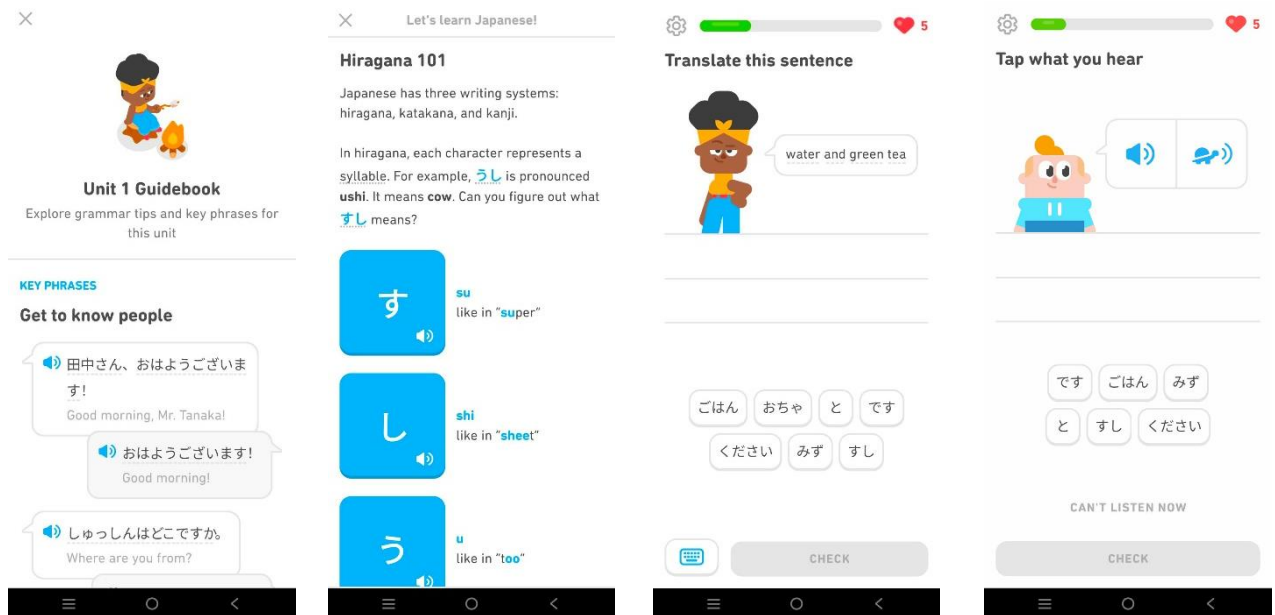 Unit 1 Guidebook
Explore grammar tips and key phrases for
this unit
KEY PHRASES
Get to know people
田中さん、おはようございま
す!
Good morning, Mr. Tanaka!
おはようございます!
Good morning!
しゅっしんはどこですか。
Where are you from?
Let's learn Japanese!
Hiragana 101
Japanese has three writing systems:
hiragana, katakana, and kanji.
In hiragana, each character represents a
syllable. For example, うし is pronounced
ushi. It means cow. Can you figure out what
すし means?
す
su
like in "super"
し
shi
like in "sheet"
う
u
like in "too"
5
Translate this sentence
water and green tea
ごはん おちゃ と です
ください みず すし
CHECK
5
Tap what you hear
です ごはん みず
と すし ください
CAN'T LISTEN NOW
CHECK